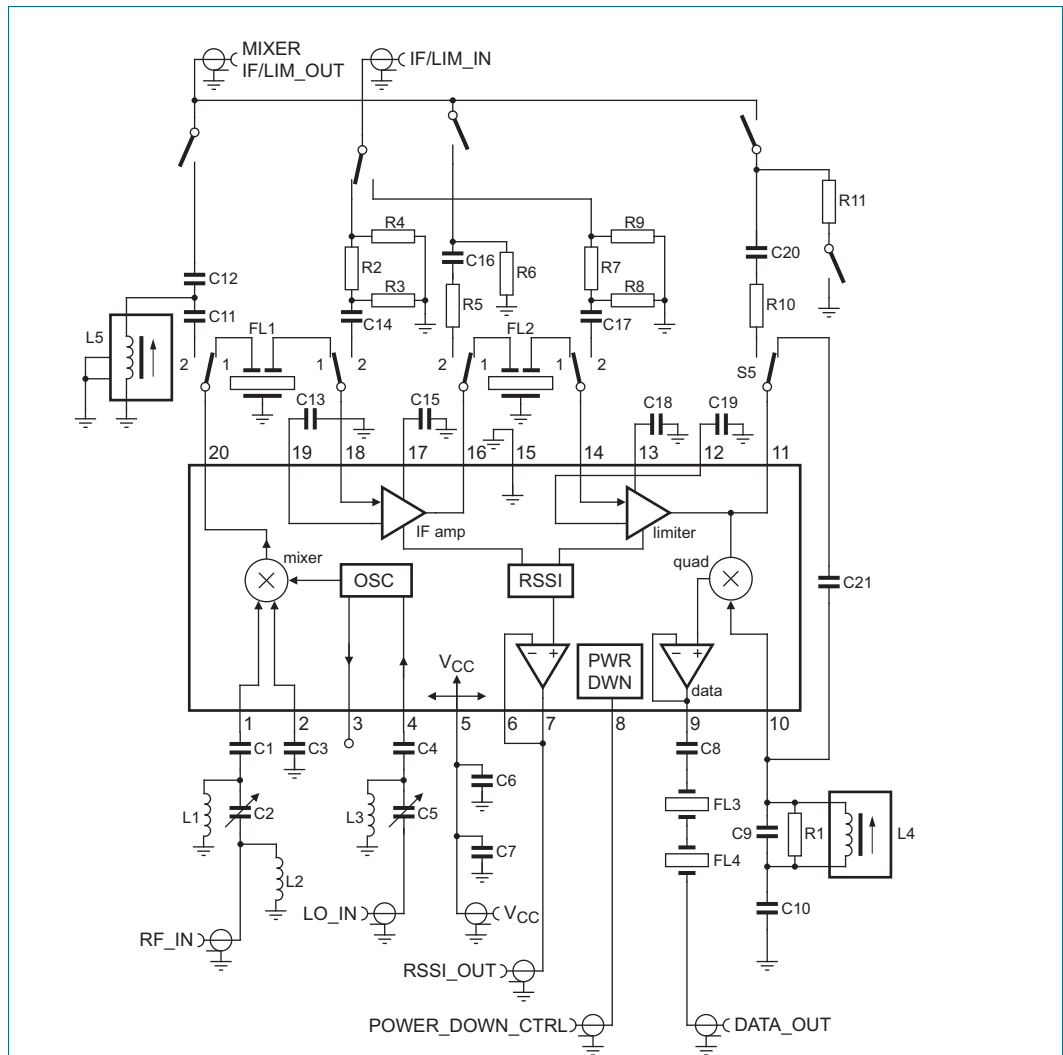 MIXER
IF/LIM_OUT
IF/LIM_IN
R4
R9
R11
C12
R2
C16
R6
R7
C20
R3
R5
R8
R10
C11
C14
C17
L5
FL1
FL2
2
1
1
2
2
1
1
2
S5
C13
C15
C18
C19
20
19
18
17
16
15
14
13
12
11
IF amp
limiter
mixer
OSC
RSSI
quad
C21
VCC
PWR
DWN
− +
− +
data
1
2
3
4
5
6
7
8
9
10
C1
C3
C4
C8
C6
L1
C2
L3
C5
FL3
C9
R1
L4
C7
FL4
L2
C10
LO_IN
VCC
RF_IN
RSSI_OUT
POWER_DOWN_CTRL
DATA_OUT